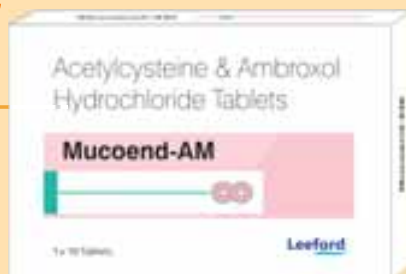 Acetylcysteine & Ambroxol
Hydrochloride Tablets
Mucoend-AM
1 x 10 Tablets
Leeford